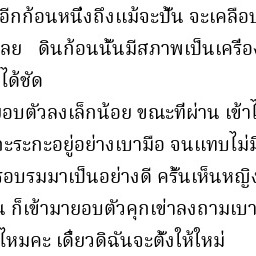 อีกก้อนหนึ่งถึงแม้จะปั้น จะเคลือบ
เลย ดินก้อนนั้นมีสภาพเป็นเครื่อง
ได้ชัด
ยอบตัวลงเล็กน้อย ขณะที่ผ่าน เข้าไ
าะระกะอยู่อย่างเบามือ จนแทบไม่มี
รอบรมมาเป็นอย่างดี ครั้นเห็นหญิง
น ก็เข้ามายอบตัวคุกเข่าลงถามเบา
ไหมคะ เดี๋ยวดิฉันจะตั้งให้ใหม่